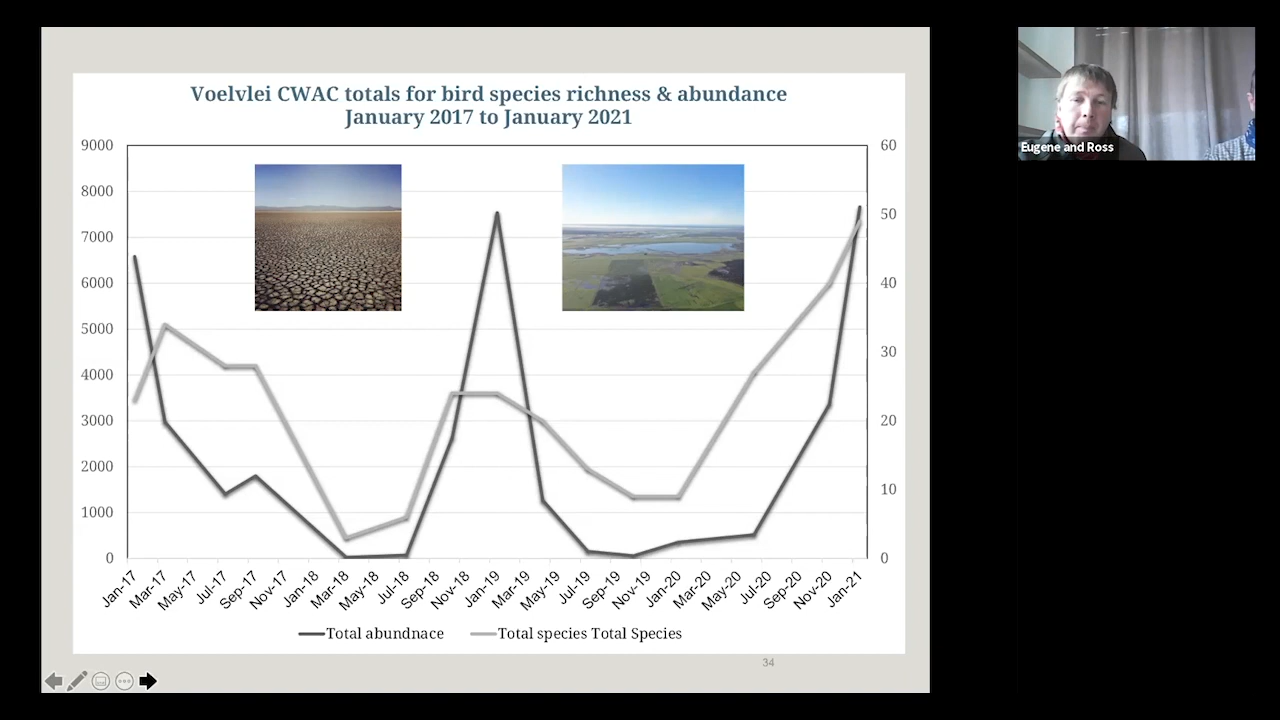 Voelvlei CWAC totals for bird species richness & abundance
January 2017 to January 2021
9000
8000
7000
6000
5000
4000
3000
2000
1000
0
60
50
40
30
20
10
0
Jan-17
Mar-17
May-17
Jul-17
Sep-17
Nov-17
Jan-18
Mar-18
May-18
Jul-18
Sep-18
Nov-18
Jan-19
Mar-19
May-19
Jul-19
Sep-19
Nov-19
Jan-20
Mar-20
May-20
Jul-20
Sep-20
Nov-20
Jan-21
Total abundnace
Total species Total Species
34
Eugene and Ross